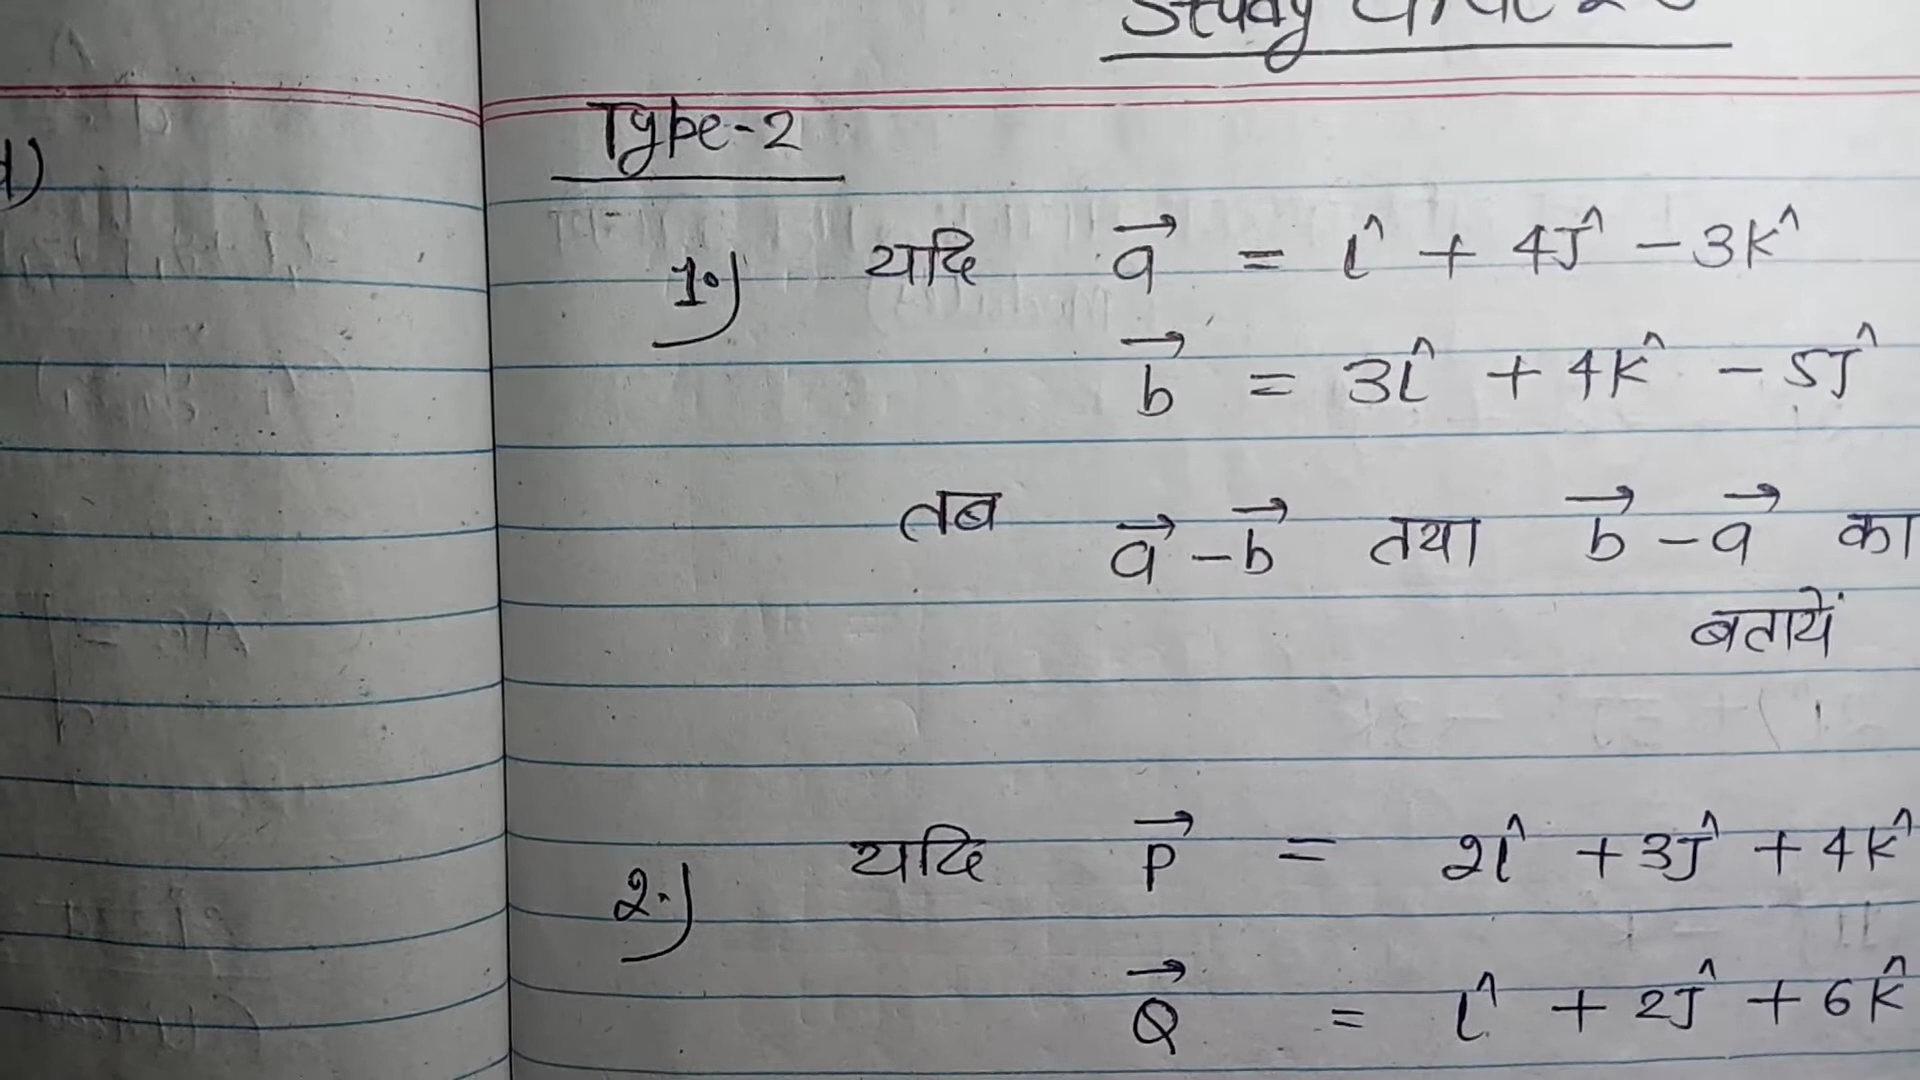 Study
Type-2
1.) यदि a⃗ = î + 4ĵ - 3k̂
b⃗ = 3î + 4k̂ - 5ĵ
तब a⃗ - b⃗ तथा b⃗ - a⃗ का
बतायें
2.) यदि P⃗ = 2î + 3ĵ + 4k̂
Q⃗ = î + 2ĵ + 6k̂